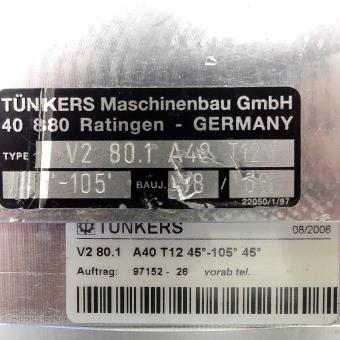 TÜNKERS Maschinenbau GmbH
40 880 Ratingen - GERMANY
TYPE V2 80.1 A40 T12
-105° BAUJ. /
22050/1/97
TÜNKERS 08/2006
V2 80.1 A40 T12 45°-105° 45°
Auftrag: 97152 - 26 vorab tel.